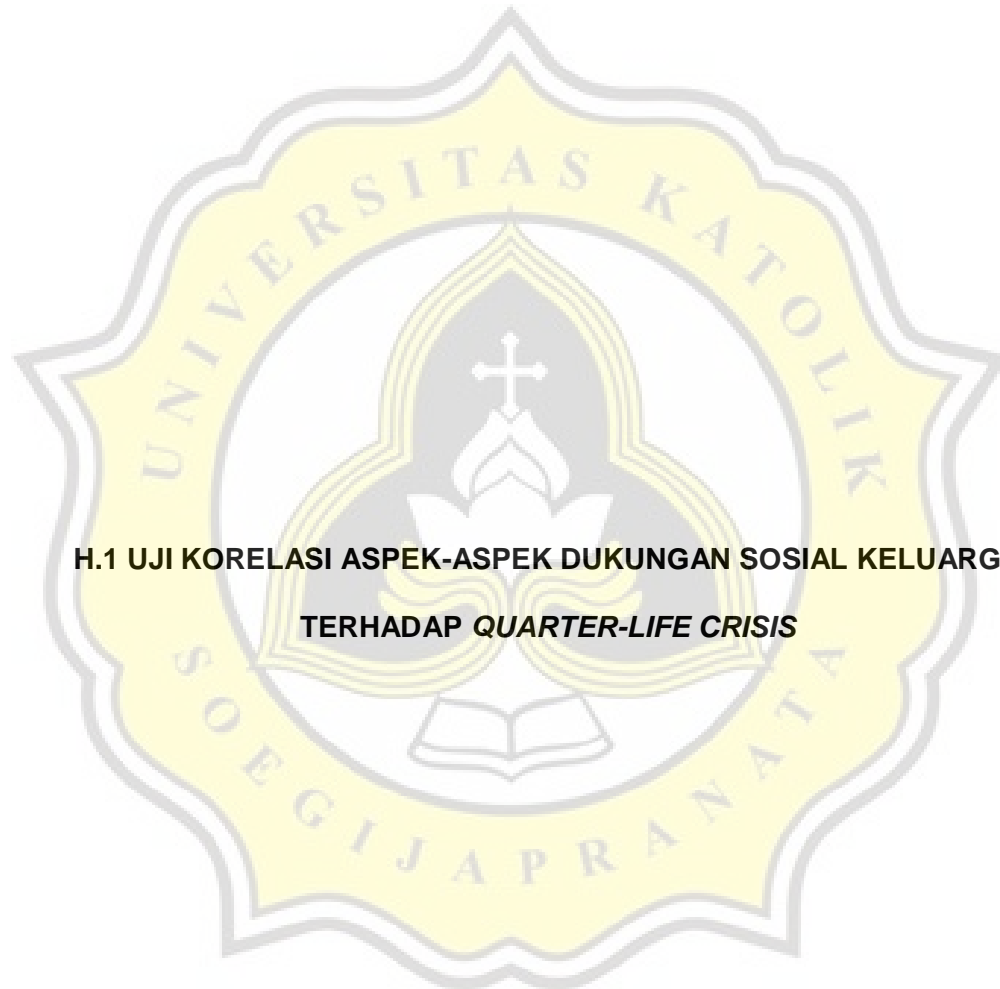 UNIVERSITAS KATOLIK
H.1 UJI KORELASI ASPEK-ASPEK DUKUNGAN SOSIAL KELUARG
TERHADAP QUARTER-LIFE CRISIS
SOEGIJAPRANATA